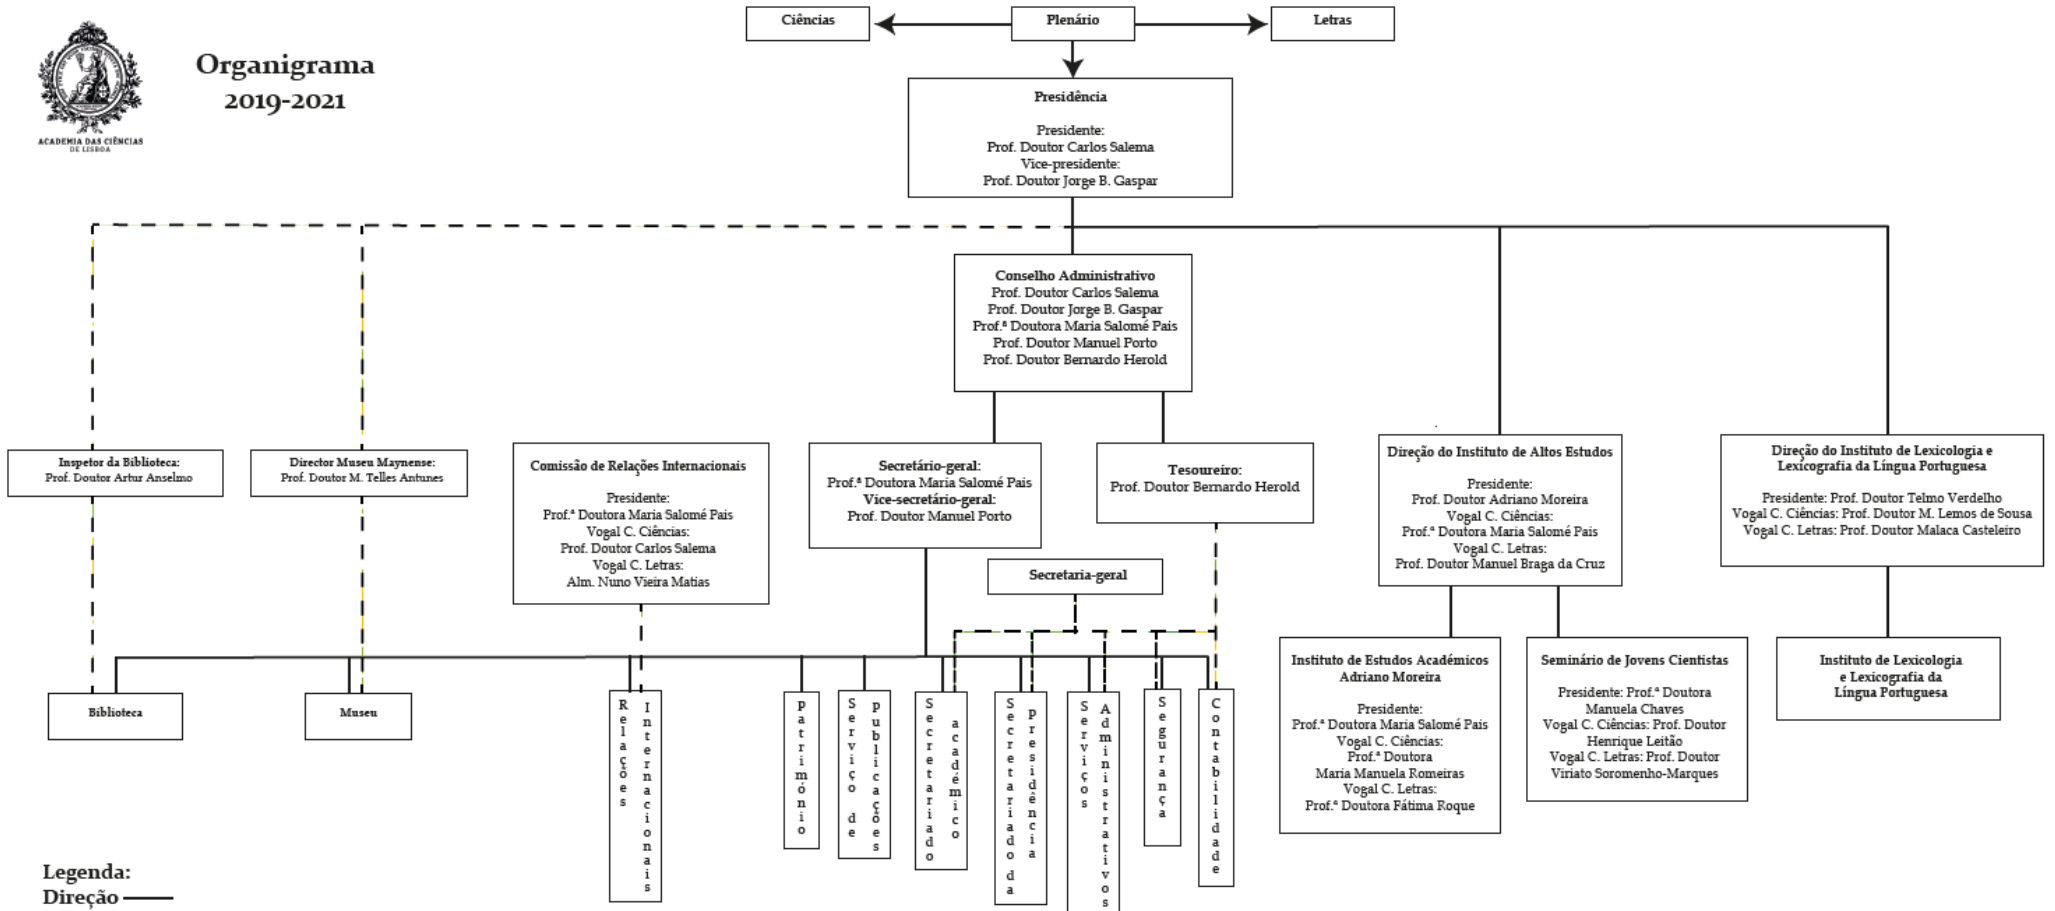 Ciências
Plenário
Letras
ACADEMIA DAS CIÊNCIAS
DE LISBOA
Organigrama
2019-2021
Presidência
Presidente:
Prof. Doutor Carlos Salema
Vice-presidente:
Prof. Doutor Jorge B. Gaspar
Conselho Administrativo
Prof. Doutor Carlos Salema
Prof. Doutor Jorge B. Gaspar
Prof.ª Doutora Maria Salomé Pais
Prof. Doutor Manuel Porto
Prof. Doutor Bernardo Herold
Inspetor da Biblioteca:
Prof. Doutor Artur Anselmo
Director Museu Maynense:
Prof. Doutor M. Telles Antunes
Comissão de Relações Internacionais
Presidente:
Prof.ª Doutora Maria Salomé Pais
Vogal C. Ciências:
Prof. Doutor Carlos Salema
Vogal C. Letras:
Alm. Nuno Vieira Matias
Secretário-geral:
Prof.ª Doutora Maria Salomé Pais
Vice-secretário-geral:
Prof. Doutor Manuel Porto
Tesoureiro:
Prof. Doutor Bernardo Herold
Secretaria-geral
Direção do Instituto de Altos Estudos
Presidente:
Prof. Doutor Adriano Moreira
Vogal C. Ciências:
Prof.ª Doutora Maria Salomé Pais
Vogal C. Letras:
Prof. Doutor Manuel Braga da Cruz
Direção do Instituto de Lexicologia e
Lexicografia da Língua Portuguesa
Presidente: Prof. Doutor Telmo Verdelho
Vogal C. Ciências: Prof. Doutor M. Lemos de Sousa
Vogal C. Letras: Prof. Doutor Malaca Casteleiro
Biblioteca
Museu
Relações
Internacionais
património
Serviço de
publicações
Secretariado
académico
Secretariado da
presidência
Serviços
Administrativos
Segurança
Contabilidade
Instituto de Estudos Académicos
Adriano Moreira
Presidente:
Prof.ª Doutora Maria Salomé Pais
Vogal C. Ciências:
Prof.ª Doutora
Maria Manuela Romeiras
Vogal C. Letras:
Prof.ª Doutora Fátima Roque
Seminário de Jovens Cientistas
Presidente: Prof.ª Doutora
Manuela Chaves
Vogal C. Ciências: Prof. Doutor
Henrique Leitão
Vogal C. Letras: Prof. Doutor
Viriato Soromenho-Marques
Instituto de Lexicologia
e Lexicografia da
Língua Portuguesa
Legenda:
Direção